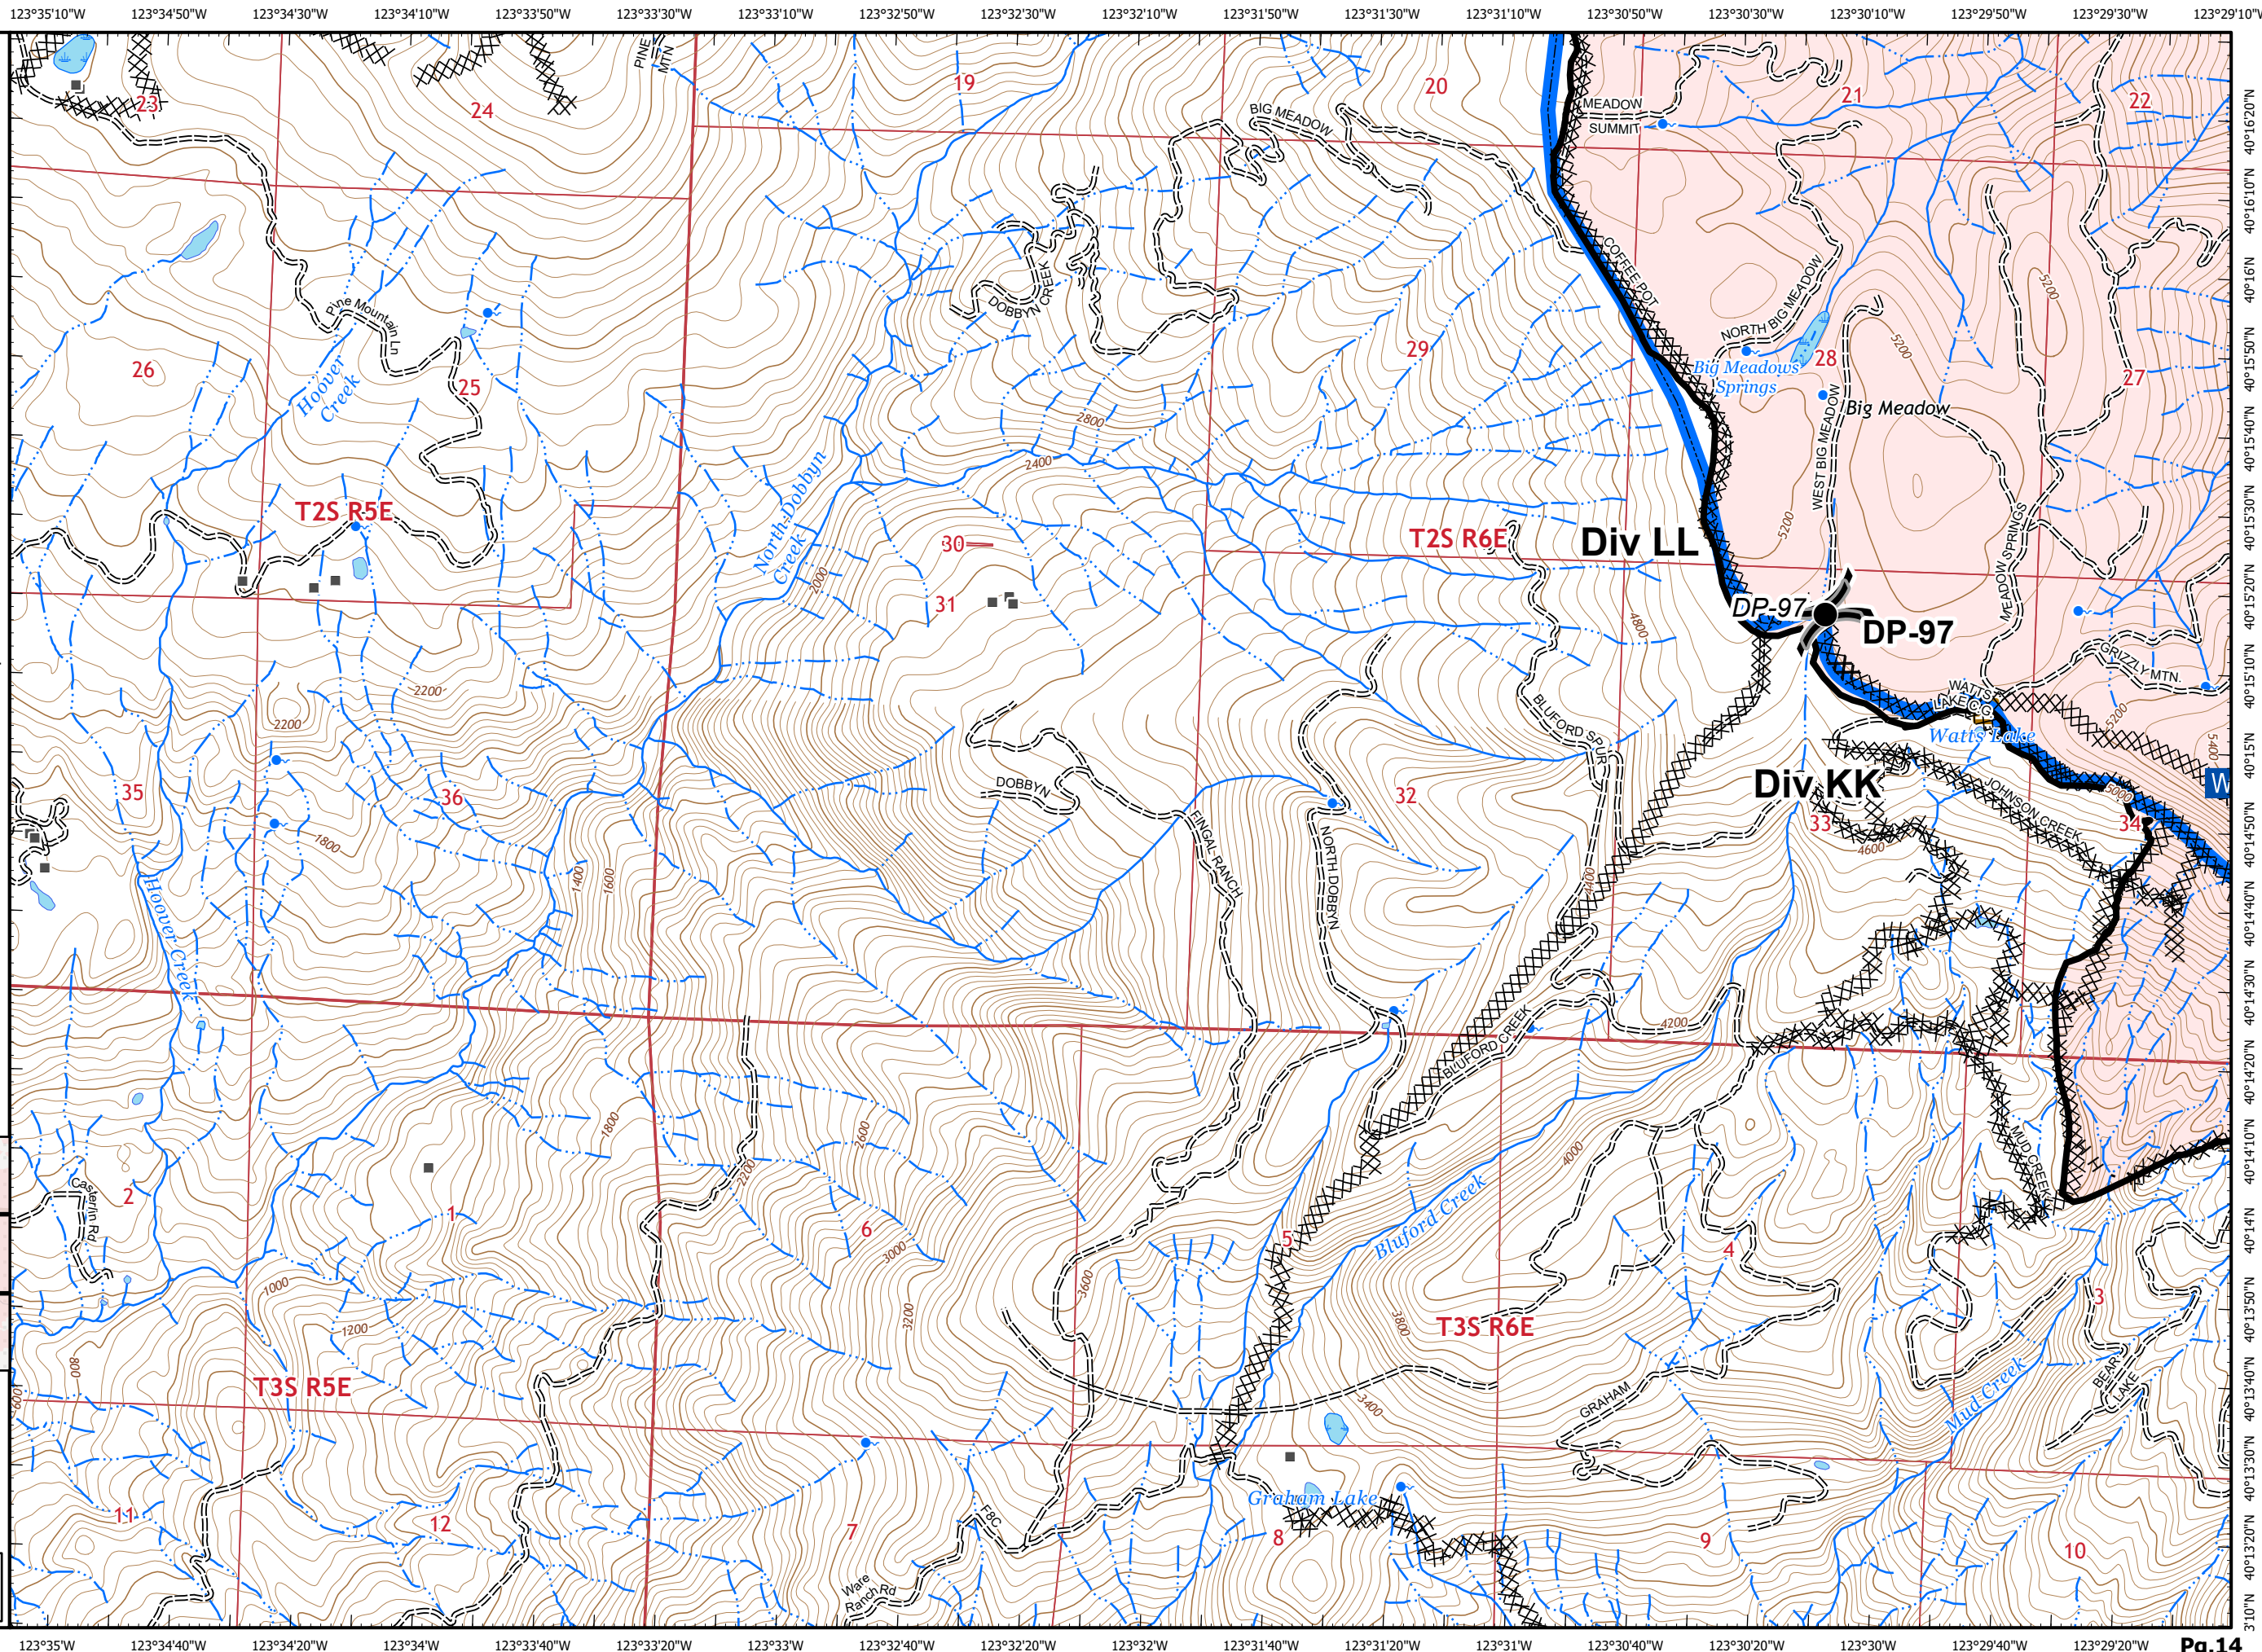 123°35'10"W 123°34'50"W 123°34'30"W 123°34'10"W 123°33'50"W 123°33'30"W 123°33'10"W 123°32'50"W 123°32'30"W 123°32'10"W 123°31'50"W 123°31'30"W 123°31'10"W 123°30'50"W 123°30'30"W 123°30'10"W 123°29'50"W 123°29'30"W 123°29'10"
PINE
MTN
23
24
19
20
21
22
MEADOW
SUMMIT
BIG MEADOW
40°16'20"N
40°16'10"N
40°16'N
40°15'50"N
40°15'40"N
40°15'30"N
40°15'20"N
40°15'10"N
40°15'N
40°14'50"N
40°14'40"N
40°14'30"N
40°14'20"N
40°14'10"N
40°14'N
40°13'50"N
40°13'40"N
40°13'30"N
40°13'20"N
3'10"N
COFFEE POT
DOBBYN
CREEK
NORTH BIG MEADOW
5200
Pine Mountain Ln
Hoover
Creek
26
25
29
28
27
5200
Big Meadows
Springs
Big Meadow
WEST BIG MEADOW
2800
2400
North Dobbyn
Creek
2000
T2S R5E
30
31
T2S R6E
Div LL
5200
MEADOW SPRINGS
DP-97
DP-97
4800
GRIZZLY MTN.
2200
2200
BLUFORD SPUR
WATTS
LAKE C.G.
Watts Lake
5200
5400
W
35
36
DOBBYN
32
Div KK
33
JOHNSON CREEK
5000
34
1800
1400
1600
FINGAL RANCH
NORTH DOBBYN
4400
4600
Hoover Creek
BLUFORD CREEK
4200
1800
2600
2200
4000
MUD CREEK
Casterlin Rd
2
1
6
3000
5
Bluford Creek
4
3
1000
1200
800
600
3200
3600
3800
T3S R6E
T3S R5E
3400
GRAHAM
Mud Creek
BEAR
LAKE
Graham Lake
11
12
7
F8C
8
9
10
Ware
Ranch Rd
123°35'W 123°34'40"W 123°34'20"W 123°34'W 123°33'40"W 123°33'20"W 123°33'W 123°32'40"W 123°32'20"W 123°32'W 123°31'40"W 123°31'20"W 123°31'W 123°30'40"W 123°30'20"W 123°30'W 123°29'40"W 123°29'20"W Pg.14